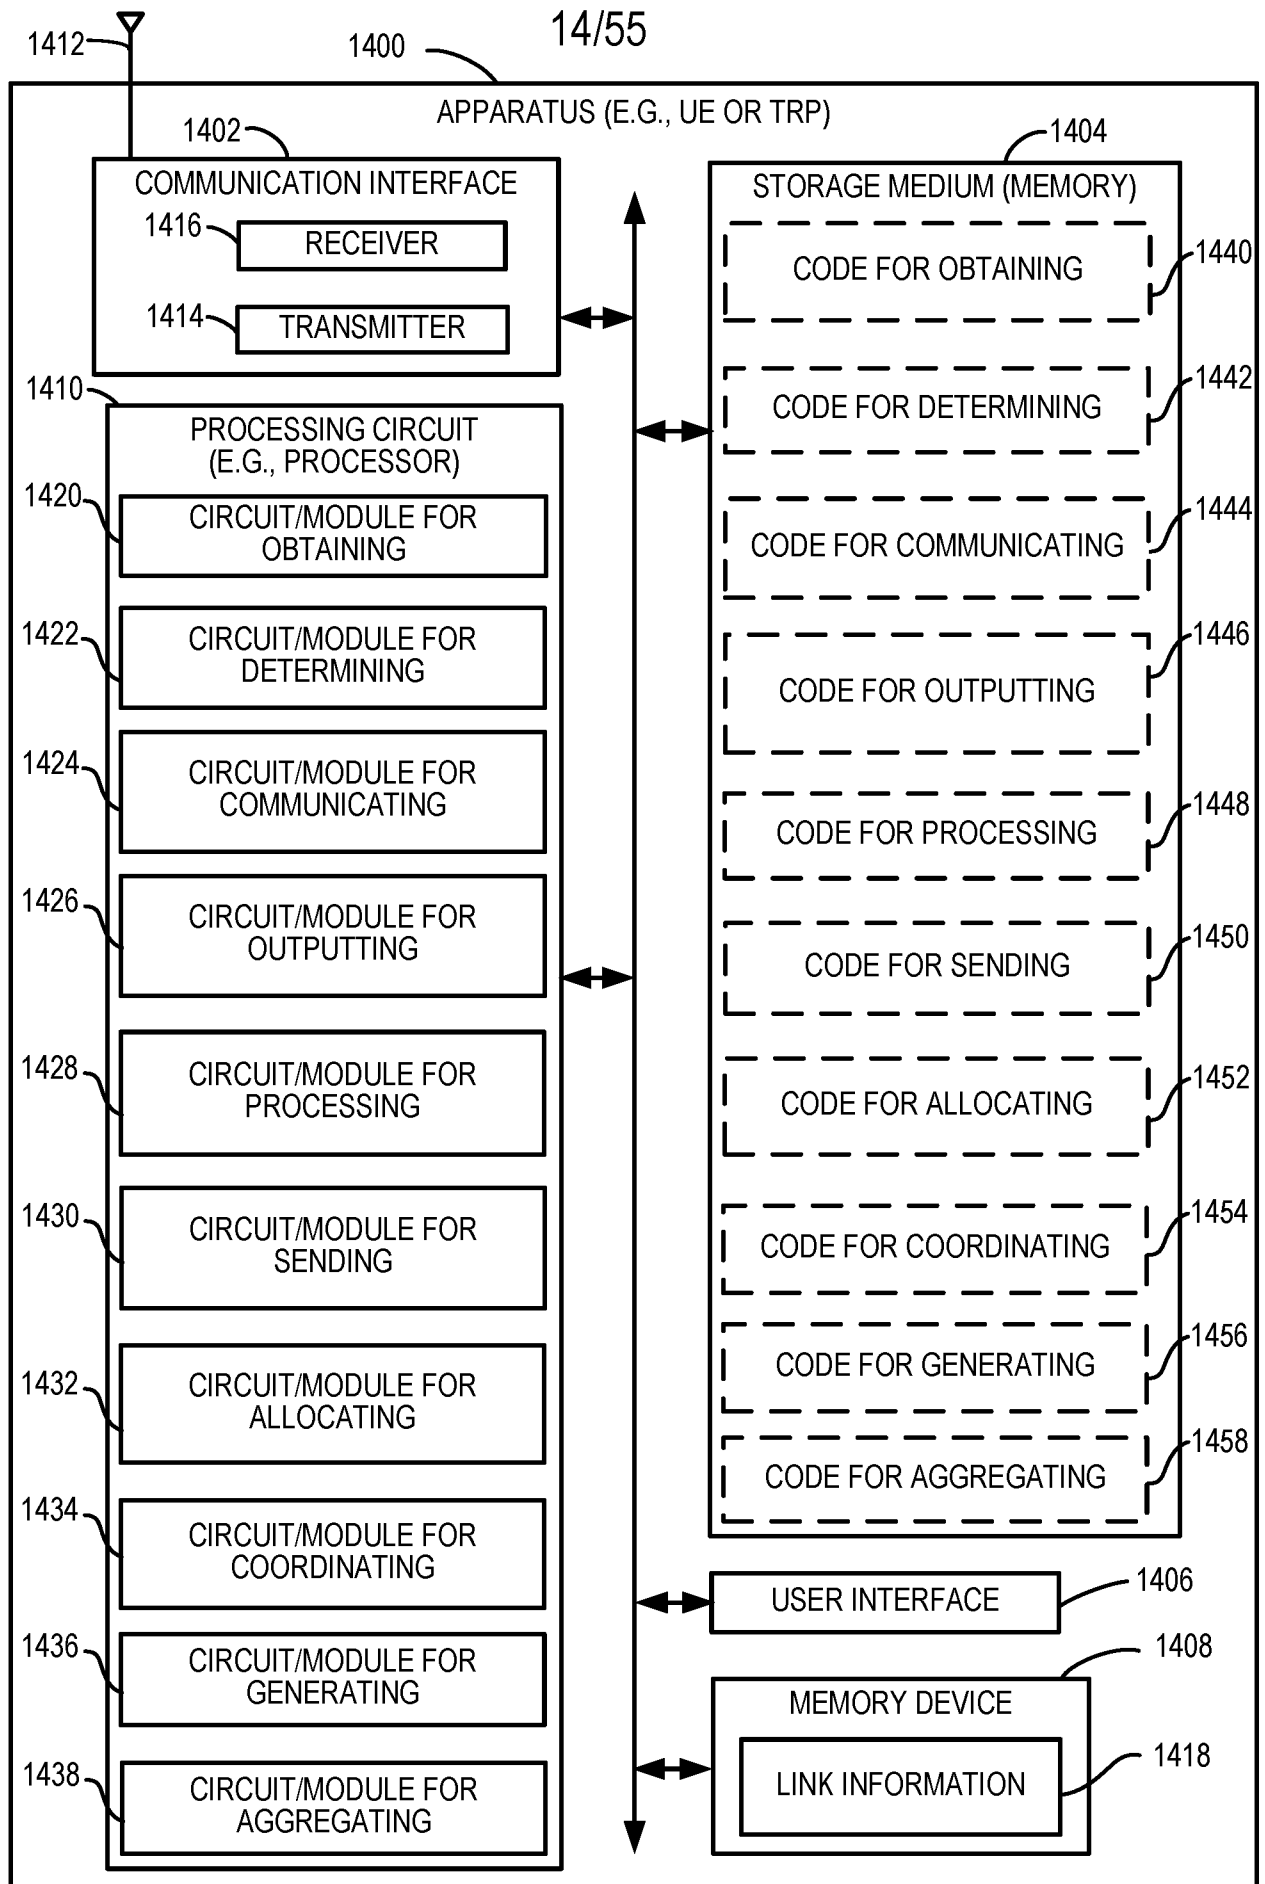 14/55
1412
1400
APPARATUS (E.G., UE OR TRP)
1402
COMMUNICATION INTERFACE
1416
RECEIVER
1414
TRANSMITTER
1410
PROCESSING CIRCUIT
(E.G., PROCESSOR)
1420
CIRCUIT/MODULE FOR
OBTAINING
1422
CIRCUIT/MODULE FOR
DETERMINING
1424
CIRCUIT/MODULE FOR
COMMUNICATING
1426
CIRCUIT/MODULE FOR
OUTPUTTING
1428
CIRCUIT/MODULE FOR
PROCESSING
1430
CIRCUIT/MODULE FOR
SENDING
1432
CIRCUIT/MODULE FOR
ALLOCATING
1434
CIRCUIT/MODULE FOR
COORDINATING
1436
CIRCUIT/MODULE FOR
GENERATING
1438
CIRCUIT/MODULE FOR
AGGREGATING
1404
STORAGE MEDIUM (MEMORY)
1440
CODE FOR OBTAINING
1442
CODE FOR DETERMINING
1444
CODE FOR COMMUNICATING
1446
CODE FOR OUTPUTTING
1448
CODE FOR PROCESSING
1450
CODE FOR SENDING
1452
CODE FOR ALLOCATING
1454
CODE FOR COORDINATING
1456
CODE FOR GENERATING
1458
CODE FOR AGGREGATING
1406
USER INTERFACE
1408
MEMORY DEVICE
1418
LINK INFORMATION